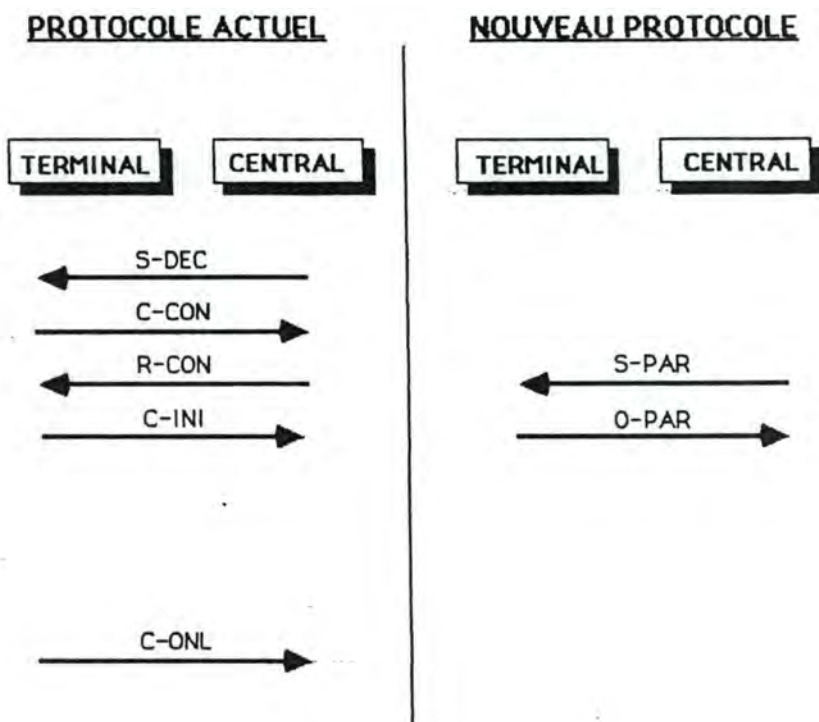 PROTOCOLE ACTUEL
TERMINAL CENTRAL
S-DEC
C-CON
R-CON
C-INI
C-ONL
NOUVEAU PROTOCOLE
TERMINAL CENTRAL
S-PAR
O-PAR